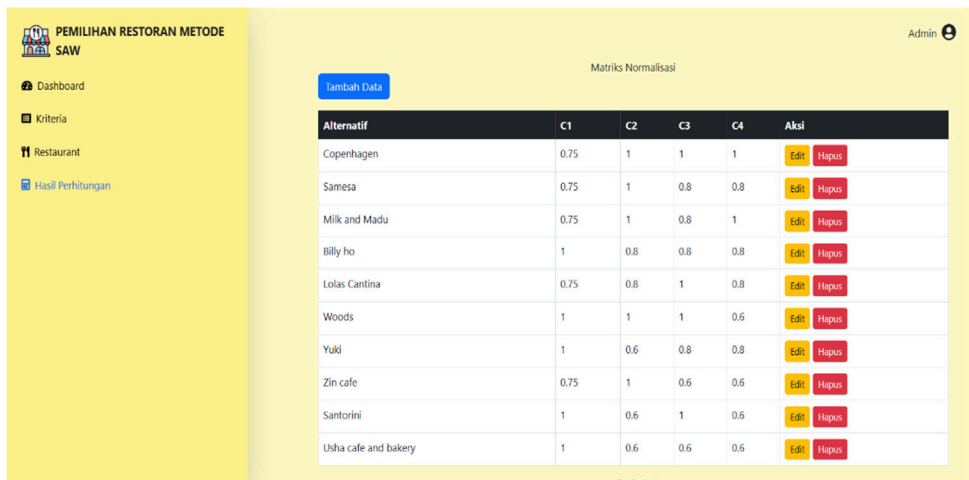 PEMILIHAN RESTORAN METODE
SAW
Admin
Dashboard
Kriteria
Restaurant
Hasil Perhitungan
Matriks Normalisasi
Tambah Data
Alternatif C1 C2 C3 C4 Aksi
Copenhagen 0.75 1 1 1 Edit Hapus
Samesa 0.75 1 0.8 0.8 Edit Hapus
Milk and Madu 0.75 1 0.8 1 Edit Hapus
Billy ho 1 0.8 0.8 0.8 Edit Hapus
Lolas Cantina 0.75 0.8 1 0.8 Edit Hapus
Woods 1 1 1 0.6 Edit Hapus
Yuki 1 0.6 0.8 0.8 Edit Hapus
Zin cafe 0.75 1 0.6 0.6 Edit Hapus
Santorini 1 0.6 1 0.6 Edit Hapus
Usha cafe and bakery 1 0.6 0.6 0.6 Edit Hapus